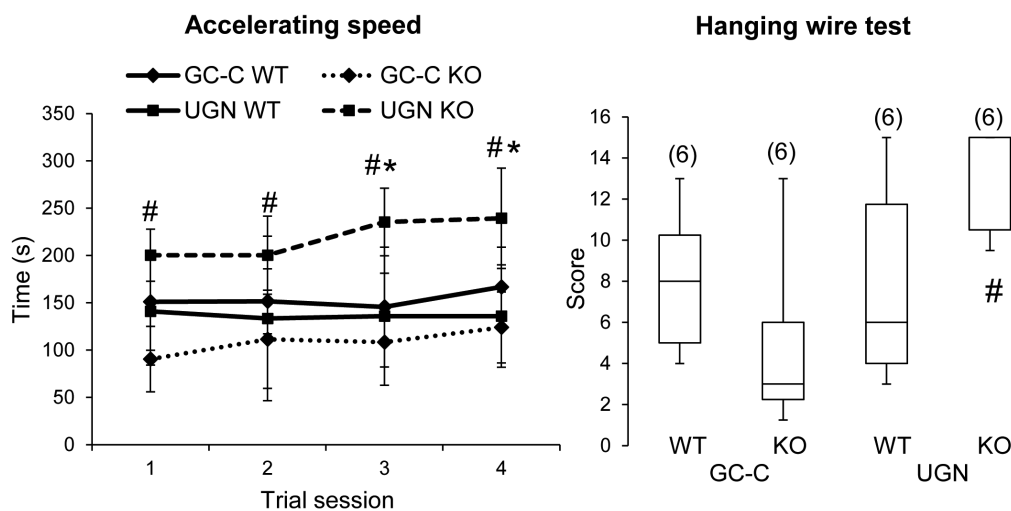 Accelerating speed
GC-C WT
GC-C KO
UGN WT
UGN KO
350
300
250
200
150
100
50
0
Time (s)
#
#
#*
#*
1
2
3
4
Trial session
Hanging wire test
16
14
12
10
8
6
4
2
0
Score
(6)
(6)
(6)
(6)
#
WT
KO
WT
KO
GC-C
UGN